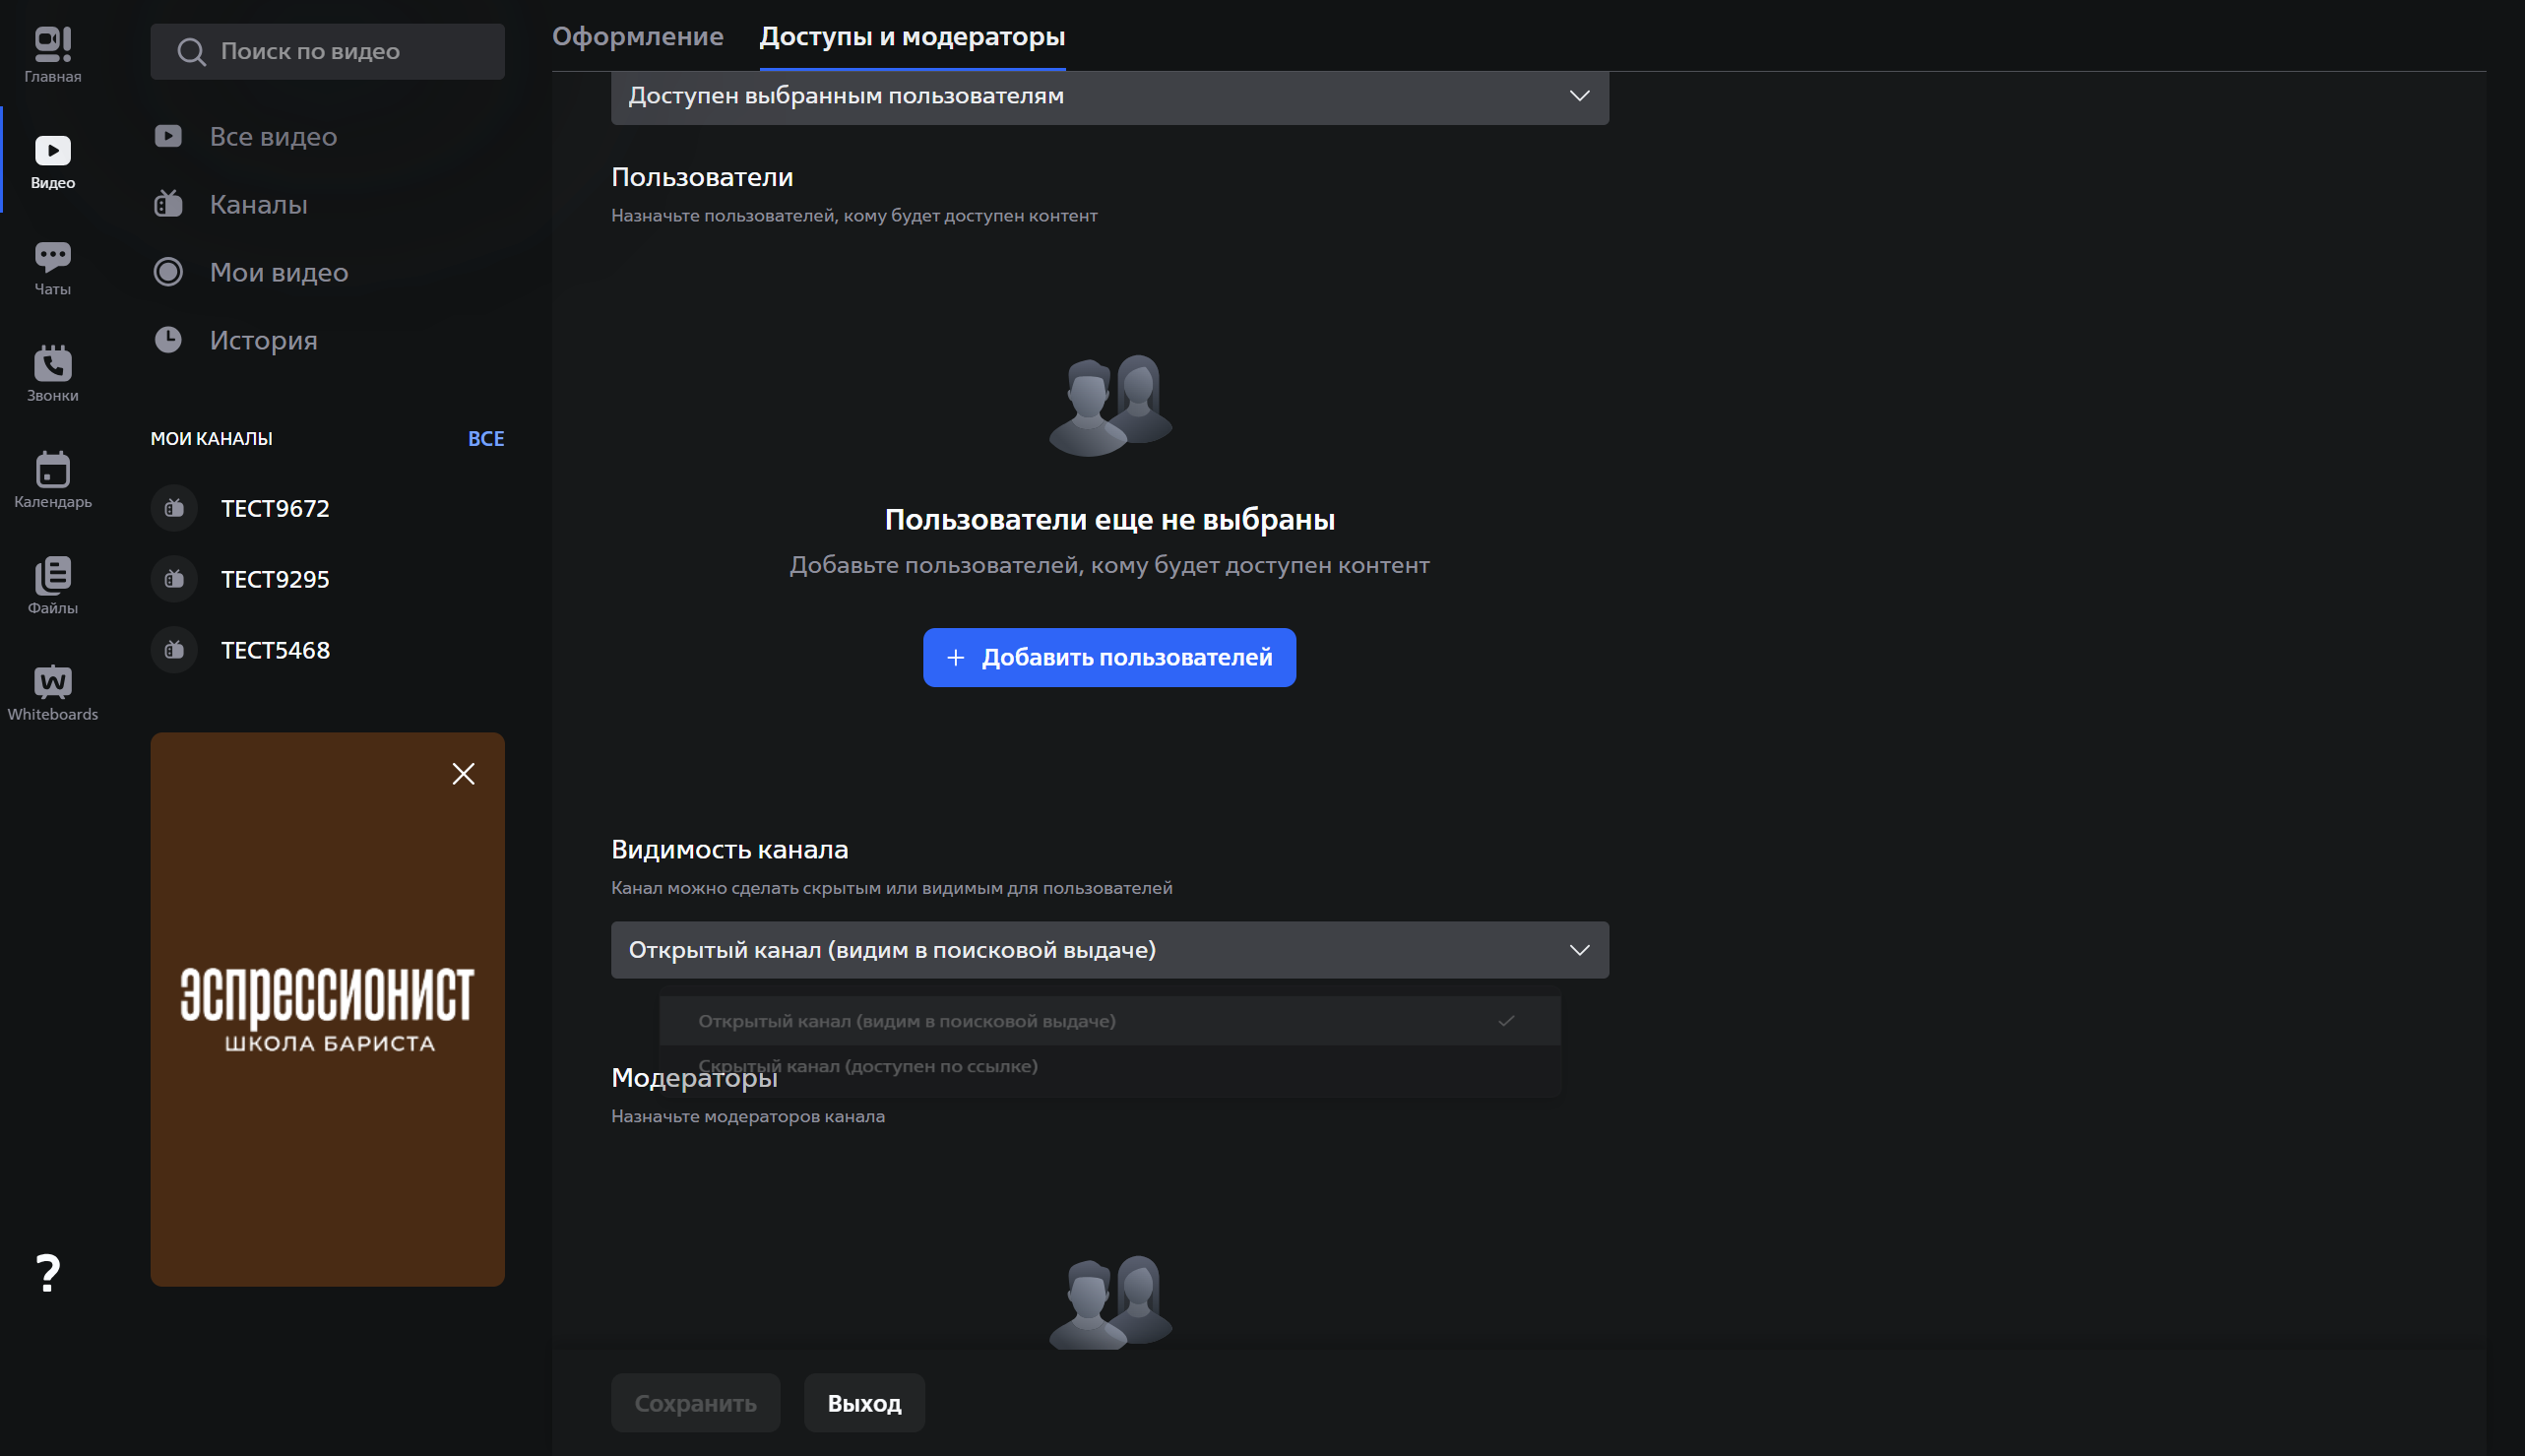 Главная
Видео
Чаты
Звонки
Календарь
Файлы
Whiteboards
?
Поиск по видео
Все видео
Каналы
Мои видео
История
МОИ КАНАЛЫ ВСЕ
ТЕСТ9672
ТЕСТ9295
ТЕСТ5468
ЭСПРЕССИОНИСТ
ШКОЛА БАРИСТА
Оформление Доступы и модераторы
Доступен выбранным пользователям
Пользователи
Назначьте пользователей, кому будет доступен контент
Пользователи еще не выбраны
Добавьте пользователей, кому будет доступен контент
+ Добавить пользователей
Видимость канала
Канал можно сделать скрытым или видимым для пользователей
Открытый канал (видим в поисковой выдаче)
Открытый канал (видим в поисковой выдаче)
Скрытый канал (доступен по ссылке)
Модераторы
Назначьте модераторов канала
Сохранить Выход